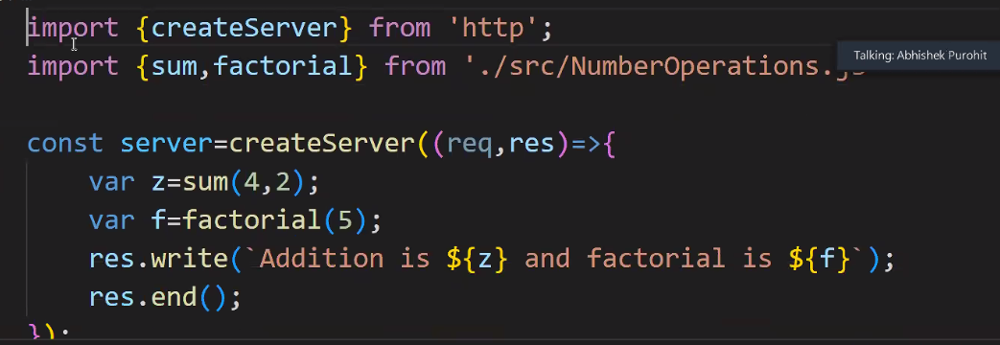 import {createServer} from 'http';
import {sum,factorial} from './src/NumberOperations.js
Talking: Abhishek Purohit
const server=createServer((req,res)=>{
    var z=sum(4,2);
    var f=factorial(5);
    res.write(`Addition is ${z} and factorial is ${f}`);
    res.end();
});